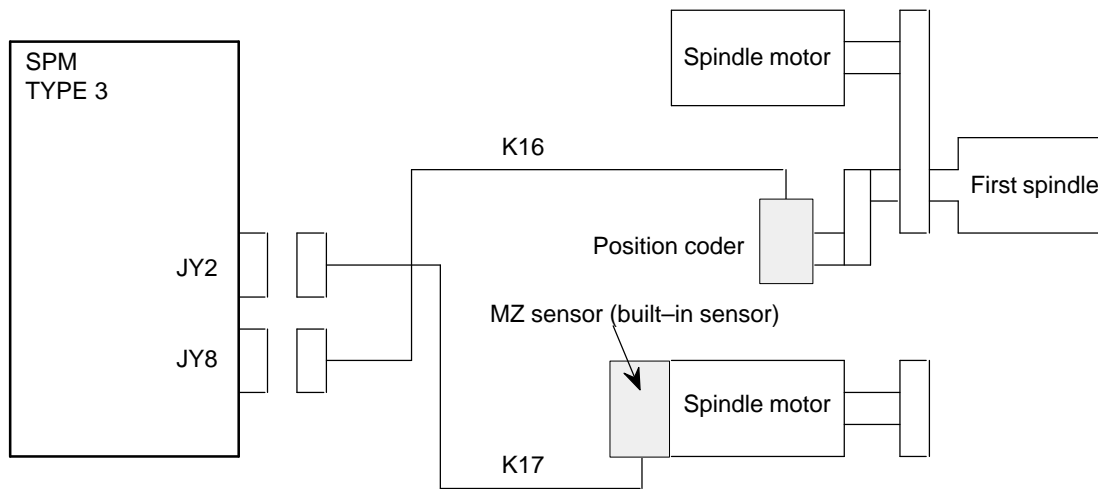 SPM
TYPE 3
Spindle motor
K16
First spindle
Position coder
JY2
MZ sensor (built–in sensor)
JY8
Spindle motor
K17